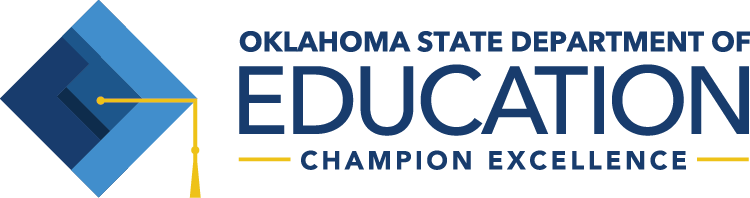 OKLAHOMA STATE DEPARTMENT OF
EDUCATION
CHAMPION EXCELLENCE